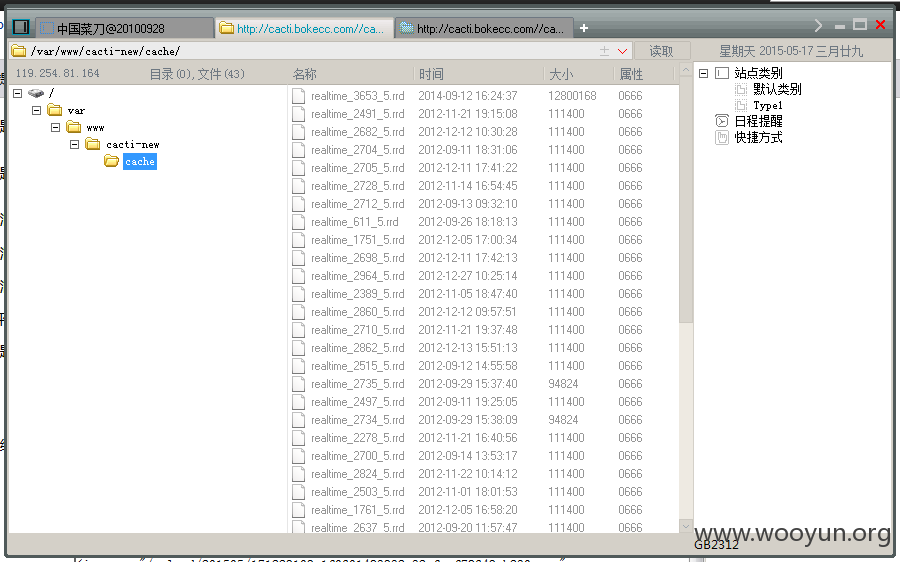 中国菜刀@20100928 http://cacti.bokecc.com//ca... http://cacti.bokecc.com//ca...
/var/www/cacti-new/cache/ 读取 星期天 2015-05-17 三月廿九
119.254.81.164 目录(0),文件(43) 名称 时间 大小 属性
/
var
www
cacti-new
cache
realtime_3653_5.rrd 2014-09-12 16:24:37 12800168 0666
realtime_2491_5.rrd 2012-11-21 19:15:08 111400 0666
realtime_2682_5.rrd 2012-12-12 10:30:28 111400 0666
realtime_2704_5.rrd 2012-09-11 18:31:06 111400 0666
realtime_2705_5.rrd 2012-12-11 17:41:22 111400 0666
realtime_2728_5.rrd 2012-11-14 16:54:45 111400 0666
realtime_2712_5.rrd 2012-09-13 09:32:10 111400 0666
realtime_611_5.rrd 2012-09-26 18:18:13 111400 0666
realtime_1751_5.rrd 2012-12-05 17:00:34 111400 0666
realtime_2698_5.rrd 2012-12-11 17:42:13 111400 0666
realtime_2964_5.rrd 2012-12-27 10:25:14 111400 0666
realtime_2389_5.rrd 2012-11-05 18:47:40 111400 0666
realtime_2860_5.rrd 2012-12-12 09:57:51 111400 0666
realtime_2710_5.rrd 2012-11-21 19:37:48 111400 0666
realtime_2862_5.rrd 2012-12-13 15:51:13 111400 0666
realtime_2515_5.rrd 2012-09-12 14:55:58 111400 0666
realtime_2735_5.rrd 2012-09-29 15:37:40 94824 0666
realtime_2497_5.rrd 2012-09-11 19:25:05 111400 0666
realtime_2734_5.rrd 2012-09-29 15:38:09 94824 0666
realtime_2278_5.rrd 2012-11-21 16:40:56 111400 0666
realtime_2700_5.rrd 2012-09-14 13:53:17 111400 0666
realtime_2824_5.rrd 2012-11-22 10:14:12 111400 0666
realtime_2503_5.rrd 2012-11-01 18:01:53 111400 0666
realtime_1761_5.rrd 2012-12-05 16:58:20 111400 0666
realtime_2637_5.rrd 2012-09-20 11:57:47 111400 0666
站点类别
默认类别
Type1
日程提醒
快捷方式
www.wooyun.org
GB2312